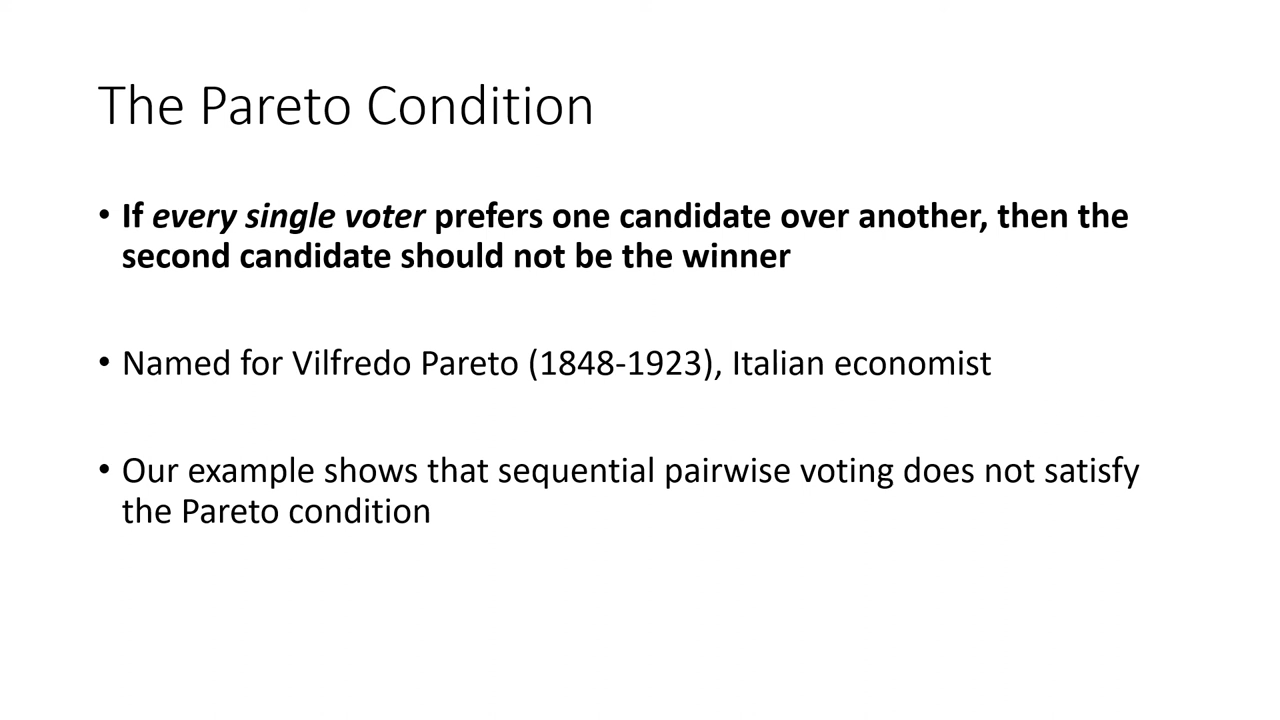 The Pareto Condition
• If every single voter prefers one candidate over another, then the
second candidate should not be the winner
• Named for Vilfredo Pareto (1848-1923), Italian economist
• Our example shows that sequential pairwise voting does not satisfy
the Pareto condition